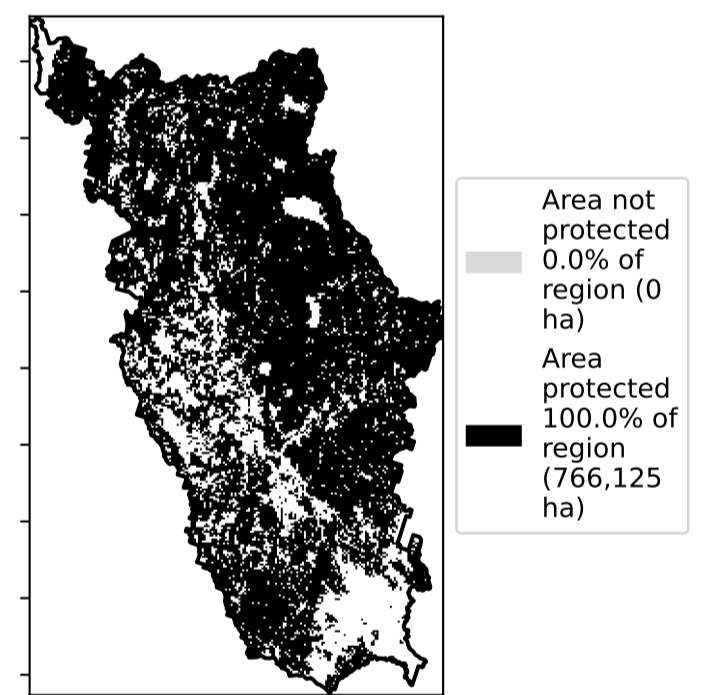 Area not
protected
0.0% of
region (0
ha)
Area
protected
100.0% of
region
(766,125
ha)